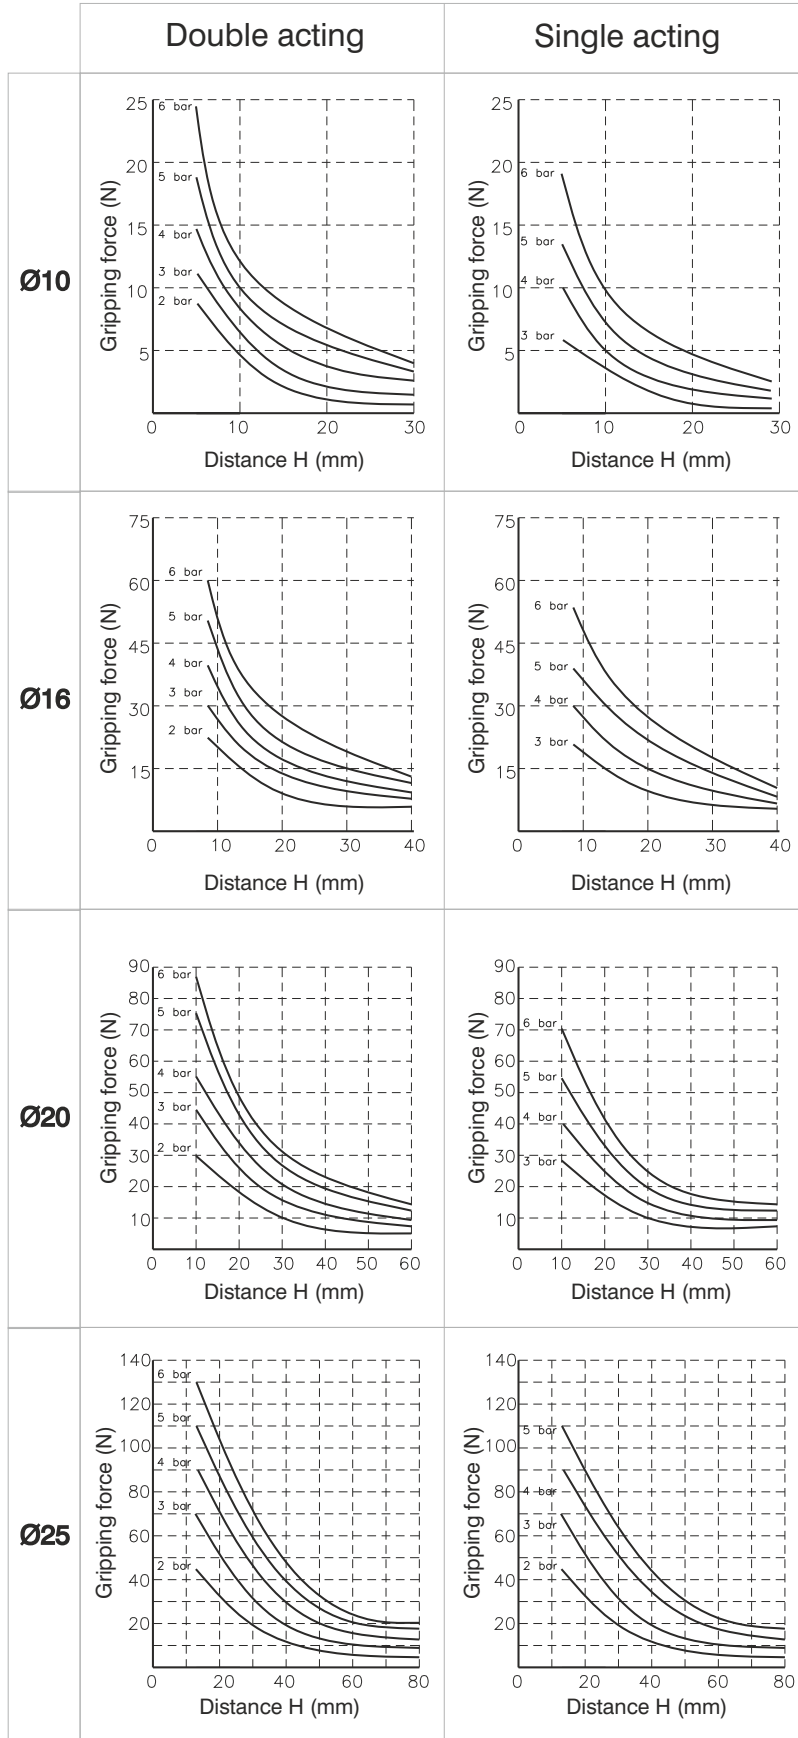 Double acting
Single acting
Ø10
Gripping force (N)
25
20
15
10
5
6 bar
5 bar
4 bar
3 bar
2 bar
0 10 20 30
Distance H (mm)
Gripping force (N)
25
20
15
10
5
6 bar
5 bar
4 bar
3 bar
0 10 20 30
Distance H (mm)
Ø16
Gripping force (N)
75
60
45
30
15
6 bar
5 bar
4 bar
3 bar
2 bar
0 10 20 30 40
Distance H (mm)
Gripping force (N)
75
60
45
30
15
6 bar
5 bar
4 bar
3 bar
0 10 20 30 40
Distance H (mm)
Ø20
Gripping force (N)
90
80
70
60
50
40
30
20
10
6 bar
5 bar
4 bar
3 bar
2 bar
0 10 20 30 40 50 60
Distance H (mm)
Gripping force (N)
90
80
70
60
50
40
30
20
10
6 bar
5 bar
4 bar
3 bar
0 10 20 30 40 50 60
Distance H (mm)
Ø25
Gripping force (N)
140
120
100
80
60
40
20
6 bar
5 bar
4 bar
3 bar
2 bar
0 20 40 60 80
Distance H (mm)
Gripping force (N)
140
120
100
80
60
40
20
5 bar
4 bar
3 bar
2 bar
0 20 40 60 80
Distance H (mm)